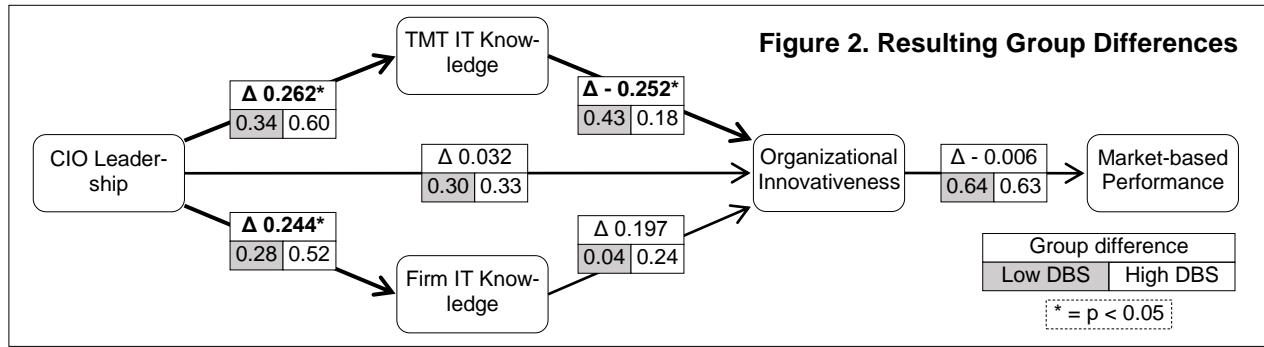 Figure 2. Resulting Group Differences
TMT IT Know-
ledge
Δ 0.262*
0.34 0.60
Δ - 0.252*
0.43 0.18
CIO Leader-
ship
Δ 0.032
0.30 0.33
Organizational
Innovativeness
Δ - 0.006
0.64 0.63
Market-based
Performance
Δ 0.244*
0.28 0.52
Δ 0.197
0.04 0.24
Firm IT Know-
ledge
Group difference
Low DBS High DBS
* = p < 0.05